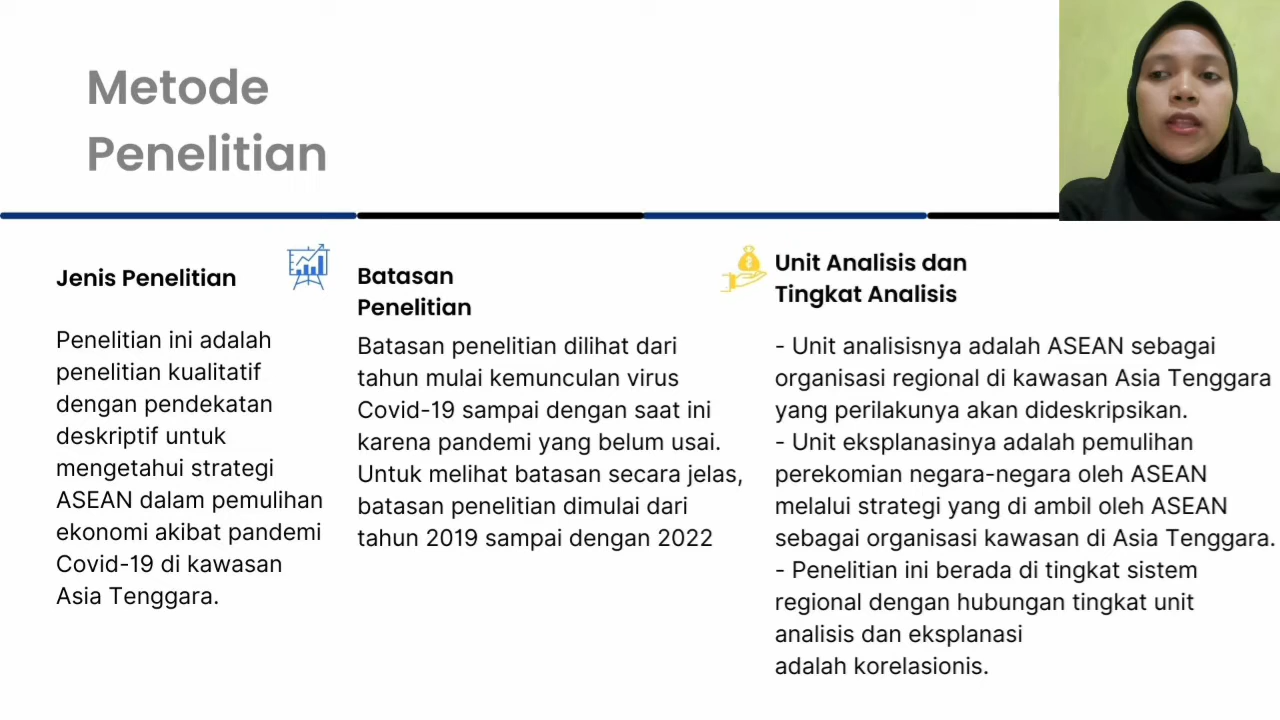 Metode
Penelitian
Jenis Penelitian
Penelitian ini adalah
penelitian kualitatif
dengan pendekatan
deskriptif untuk
mengetahui strategi
ASEAN dalam pemulihan
ekonomi akibat pandemi
Covid-19 di kawasan
Asia Tenggara.
Batasan
Penelitian
Batasan penelitian dilihat dari
tahun mulai kemunculan virus
Covid-19 sampai dengan saat ini
karena pandemi yang belum usai.
Untuk melihat batasan secara jelas,
batasan penelitian dimulai dari
tahun 2019 sampai dengan 2022
Unit Analisis dan
Tingkat Analisis
- Unit analisisnya adalah ASEAN sebagai
organisasi regional di kawasan Asia Tenggara
yang perilakunya akan dideskripsikan.
- Unit eksplanasinya adalah pemulihan
perekomian negara-negara oleh ASEAN
melalui strategi yang di ambil oleh ASEAN
sebagai organisasi kawasan di Asia Tenggara.
- Penelitian ini berada di tingkat sistem
regional dengan hubungan tingkat unit
analisis dan eksplanasi
adalah korelasionis.